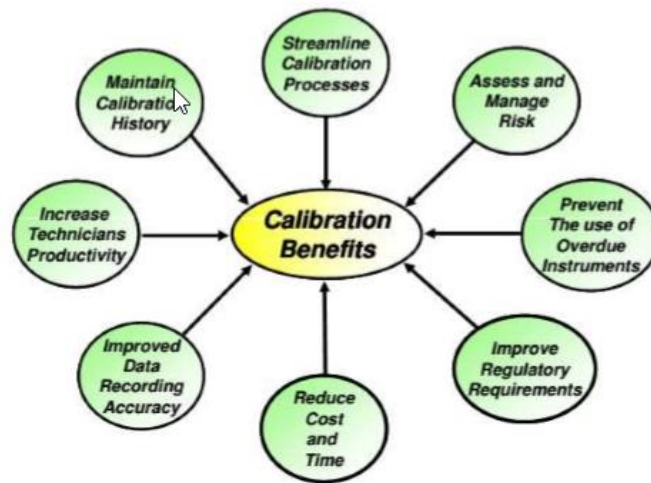 Streamline
Calibration
Processes
Assess and
Manage
Risk
Prevent
The use of
Overdue
Instruments
Improve
Regulatory
Requirements
Reduce
Cost
and
Time
Improved
Data
Recording
Accuracy
Increase
Technicians
Productivity
Maintain
Calibration
History
Calibration
Benefits